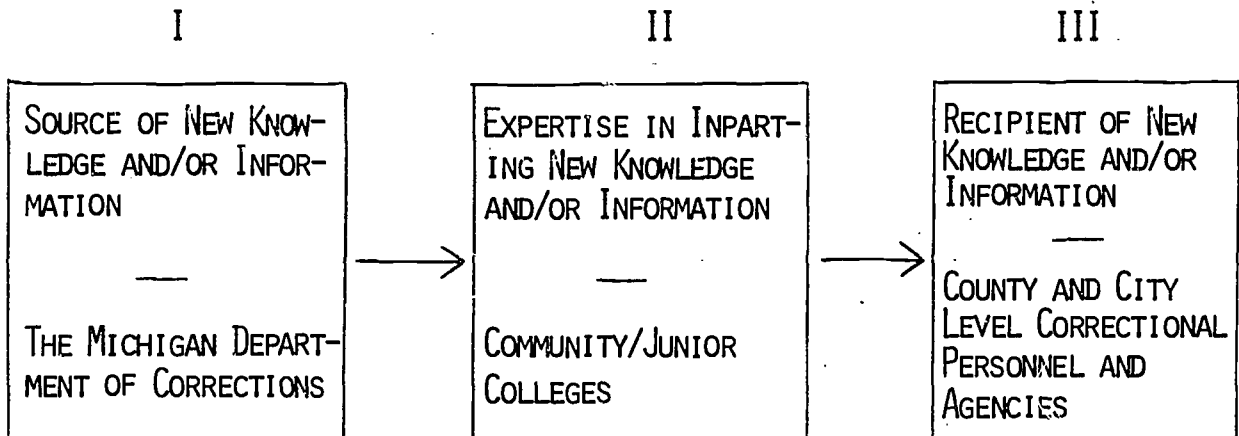 I
II
III
SOURCE OF NEW KNOW-
LEDGE AND/OR INFOR-
MATION
THE MICHIGAN DEPART-
MENT OF CORRECTIONS
EXPERTISE IN INPART-
ING NEW KNOWLEDGE
AND/OR INFORMATION
COMMUNITY/JUNIOR
COLLEGES
RECIPIENT OF NEW
KNOWLEDGE AND/OR
INFORMATION
COUNTY AND CITY
LEVEL CORRECTIONAL
PERSONNEL AND
AGENCIES